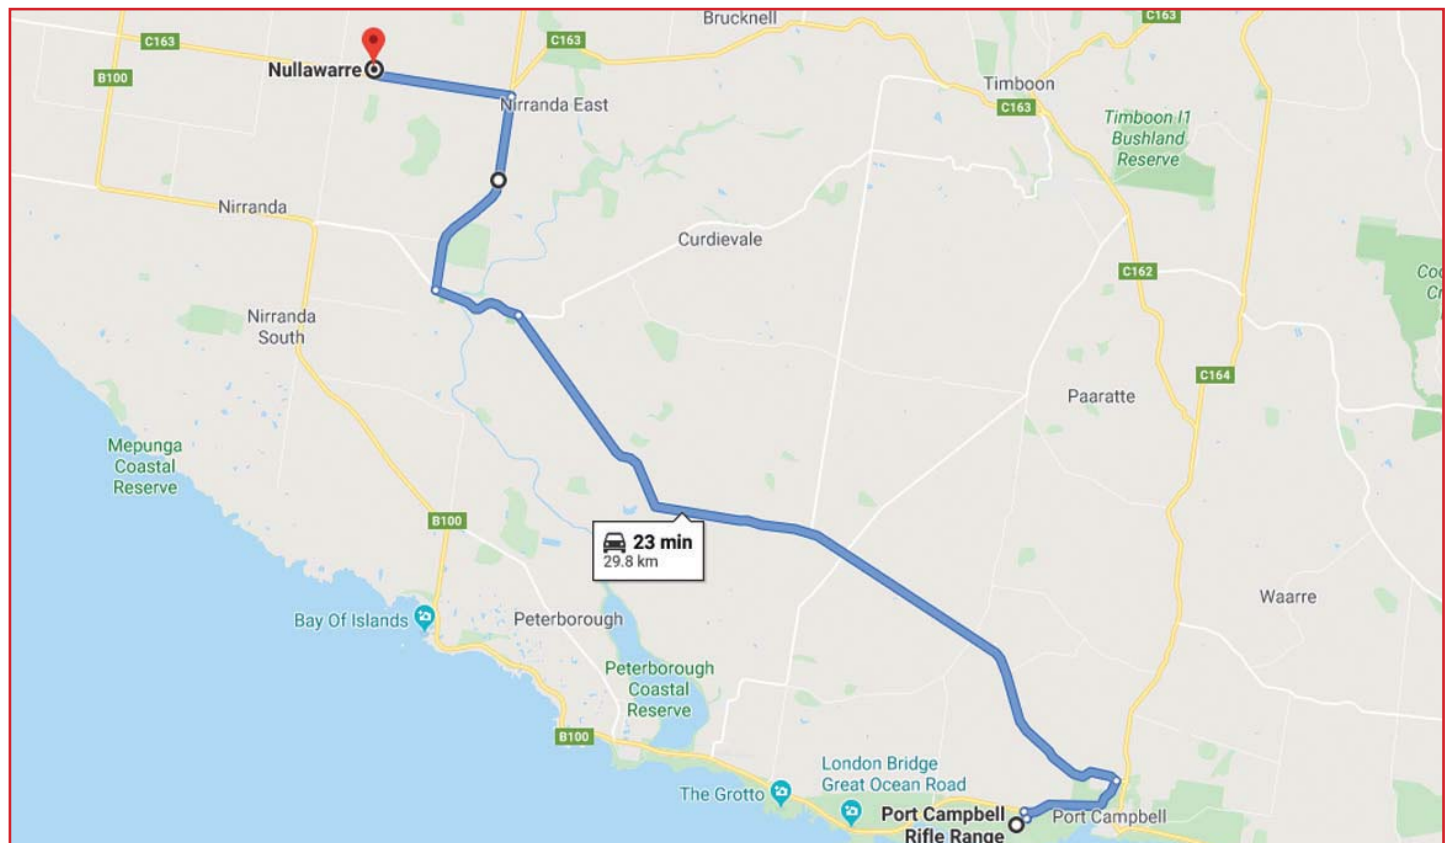 Brucknell
C163
C163
C163
Nullawarre
B100
Timboon
C163
Nirranda East
Timboon I1
Bushland
Reserve
Nirranda
Curdievale
C162
Nirranda
South
C164
Paaratte
Mepunga
Coastal
Reserve
B100
23 min
29.8 km
Waarre
Bay Of Islands
Peterborough
Peterborough
Coastal
Reserve
B100
London Bridge
Great Ocean Road
The Grotto
Port Campbell
Rifle Range
Port Campbell